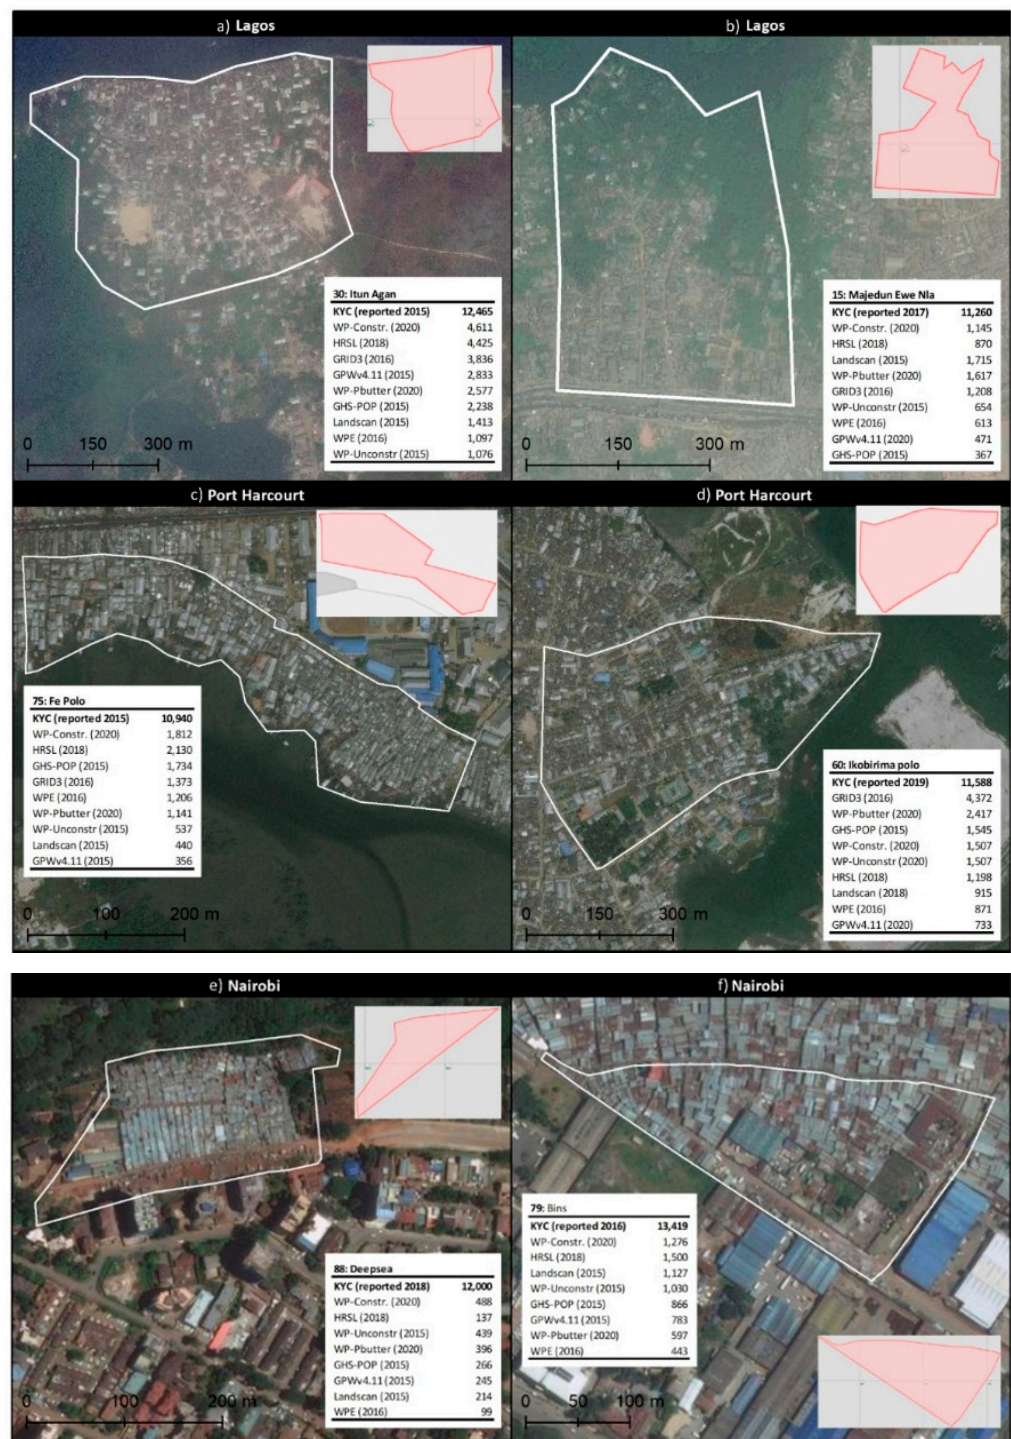 a) Lagos
b) Lagos
30: Itun Agan
KYC (reported 2015) 12,465
WP-Constr. (2020) 4,611
HRSL (2018) 4,425
GRID3 (2016) 3,836
GPWv4.11 (2015) 2,833
WP-Pbutter (2020) 2,577
GHS-POP (2015) 2,238
Landscan (2015) 1,413
WPE (2016) 1,097
WP-Unconstr (2015) 1,076
0 150 300 m
15: Majedun Ewe Nla
KYC (reported 2017) 11,260
WP-Constr. (2020) 1,145
HRSL (2018) 870
Landscan (2015) 1,715
WP-Pbutter (2020) 1,617
GRID3 (2016) 1,208
WP-Unconstr (2015) 654
WPE (2016) 613
GPWv4.11 (2020) 471
GHS-POP (2015) 367
0 150 300 m
c) Port Harcourt
d) Port Harcourt
75: Fe Polo
KYC (reported 2015) 10,940
WP-Constr. (2020) 1,812
HRSL (2018) 2,130
GHS-POP (2015) 1,734
GRID3 (2016) 1,373
WPE (2016) 1,206
WP-Pbutter (2020) 1,141
WP-Unconstr (2015) 537
Landscan (2015) 440
GPWv4.11 (2015) 356
0 100 200 m
60: Ikobirima polo
KYC (reported 2019) 11,588
GRID3 (2016) 4,372
WP-Pbutter (2020) 2,417
GHS-POP (2015) 1,545
WP-Constr. (2020) 1,507
WP-Unconstr (2020) 1,507
HRSL (2018) 1,198
Landscan (2018) 915
WPE (2016) 871
GPWv4.11 (2020) 733
0 150 300 m
e) Nairobi
f) Nairobi
88: Deepsea
KYC (reported 2018) 12,000
WP-Constr. (2020) 488
HRSL (2018) 137
WP-Unconstr (2015) 439
WP-Pbutter (2020) 396
GHS-POP (2015) 266
GPWv4.11 (2015) 245
Landscan (2015) 214
WPE (2016) 99
0 100 200 m
79: Bins
KYC (reported 2016) 13,419
WP-Constr. (2020) 1,276
HRSL (2018) 1,500
Landscan (2015) 1,127
WP-Unconstr (2015) 1,030
GHS-POP (2015) 866
GPWv4.11 (2015) 783
WP-Pbutter (2020) 597
WPE (2016) 443
0 50 100 m